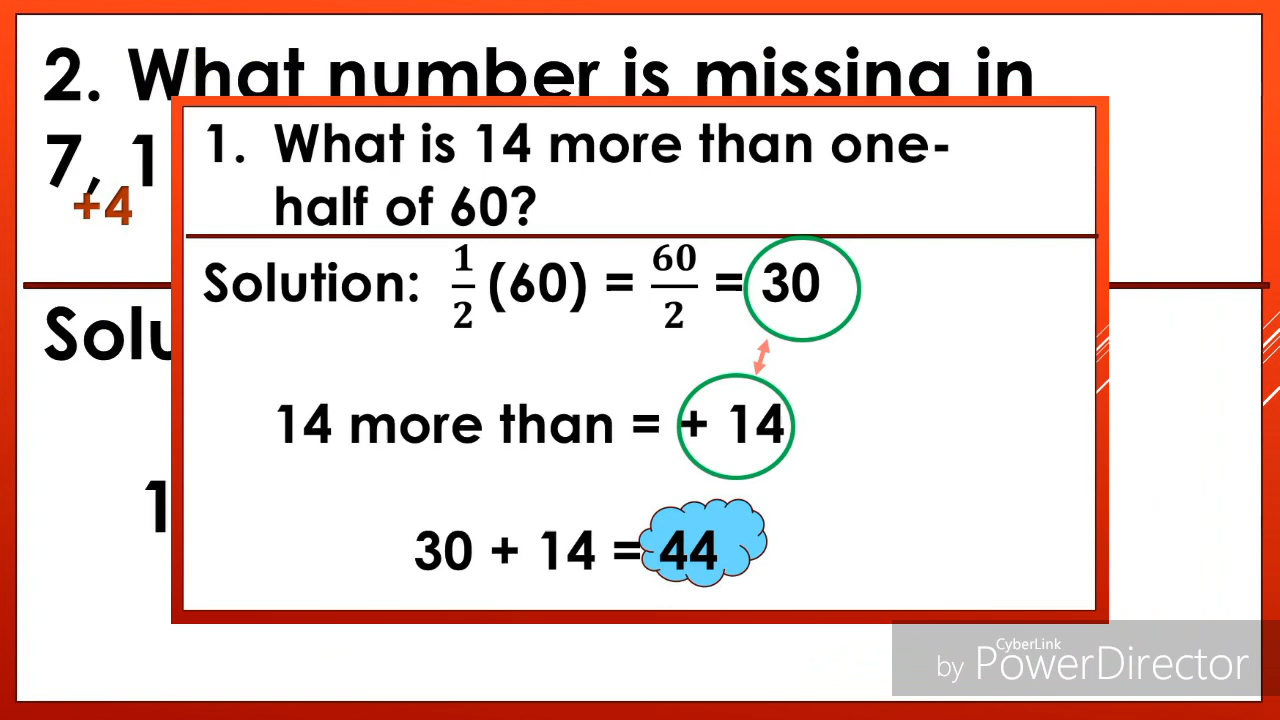 2. What number is missing in
7, 1
+4
Solu
1
1. What is 14 more than one-
half of 60?
Solution: 1/2 (60) = 60/2 = 30
14 more than = + 14
30 + 14 = 44
CyberLink
by PowerDirector